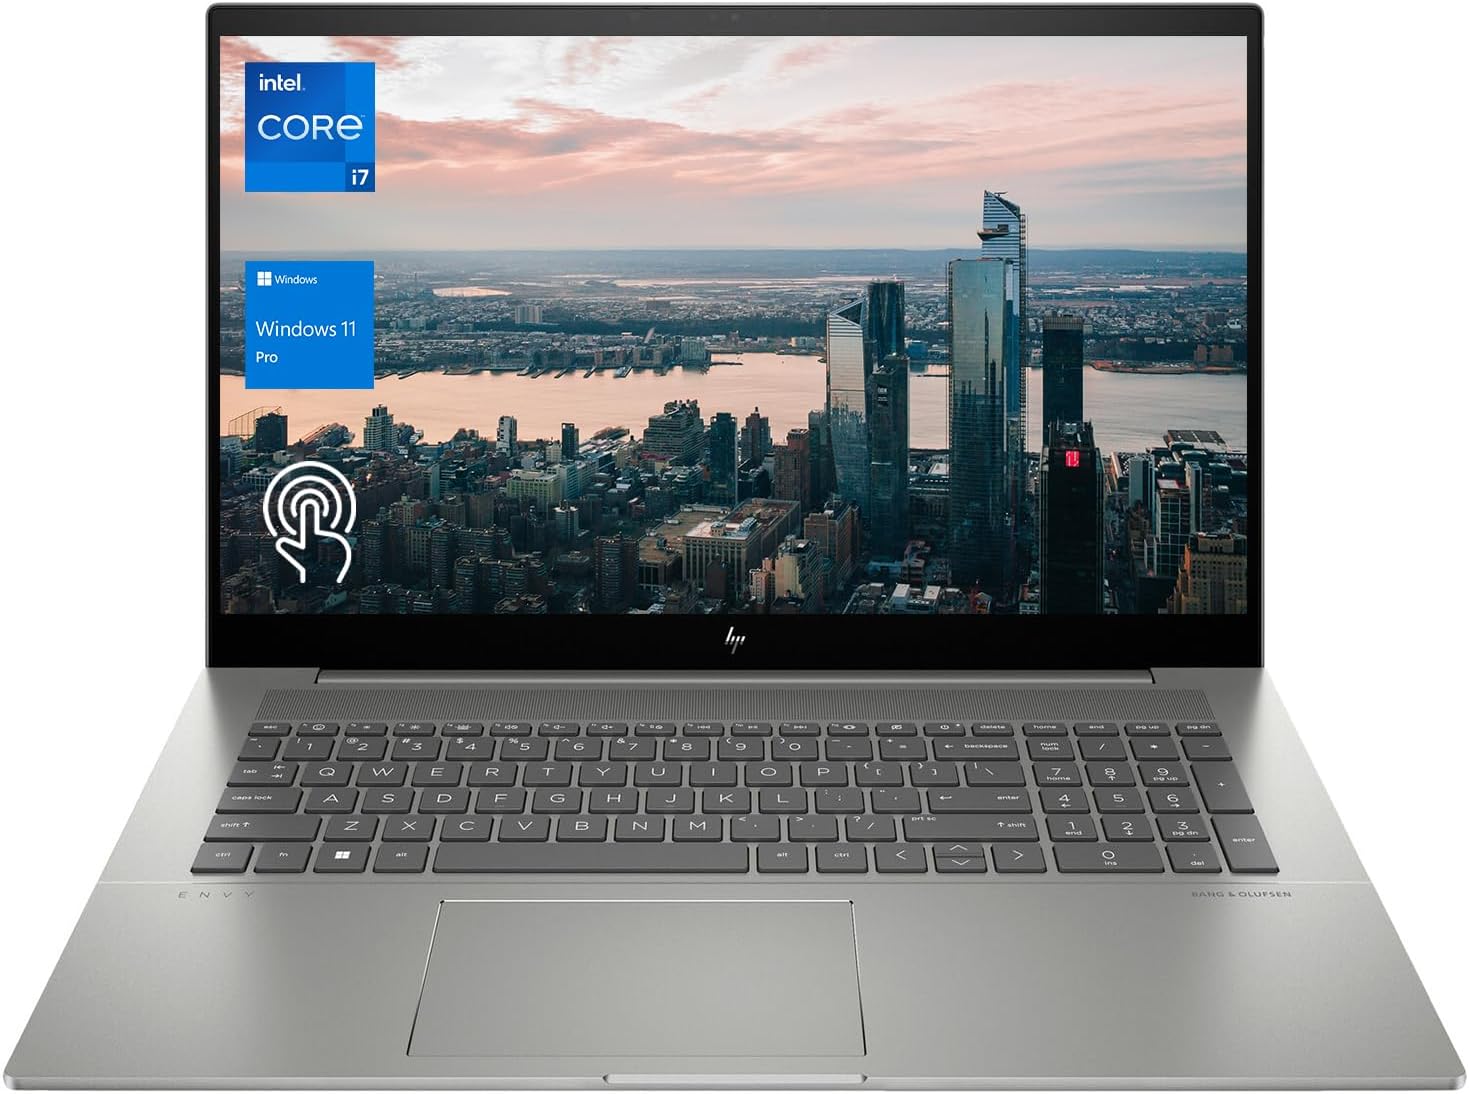 intel.
CORE
i7
Windows
Windows 11
Pro
hp
esc delete home end pg up pg dn
~ ! 1 @ 2 # 3 $ 4 % 5 ^ 6 & 7 * 8 ( 9 ) 0 - + = ← backspace num lock / * -
tab Q W E R T Y U I O P { [ } ] | \ 7 home 8 ↑ 9 pg up +
caps lock A S D F G H J K L : ; " ' ← enter 4 ← 5 6 →
shift ↑ Z X C V B N M < , > . ? / prt sc ↑ shift 1 end 2 ↓ 3 pg dn enter
ctrl fn alt alt ctrl < > 0 ins . del
ENVY
BANG & OLUFSEN